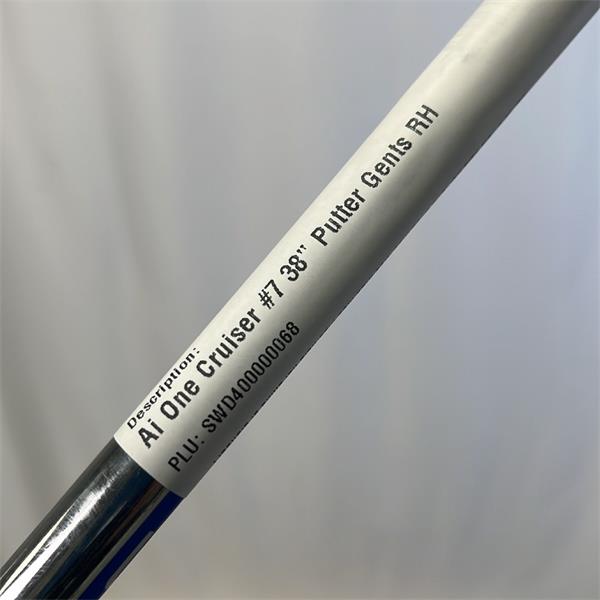 Description:
Ai One Cruiser #7 38" Putter Gents RH
PLU: SWD400000068